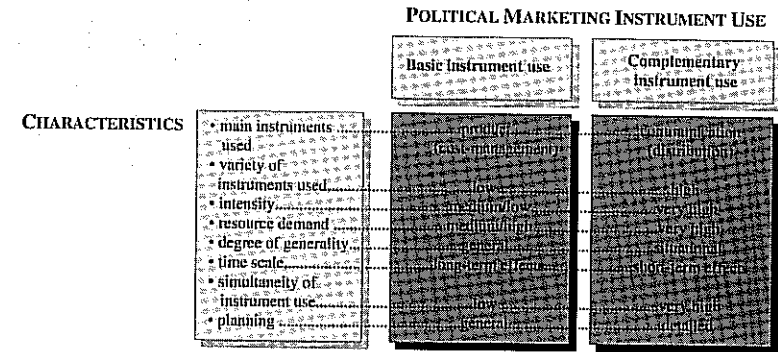 POLITICAL MARKETING INSTRUMENT USE
Basic Instrument use
Complementary
instrument use
CHARACTERISTICS
• main instruments product communication
used (cost-management) (distribution)
• variety of
instruments used low high
• intensity medium/low very high
• resource demand medium/high very high
• degree of generality general situational
• time scale long-term short-term effect
• simultaneity of
instrument use low very high
• planning general